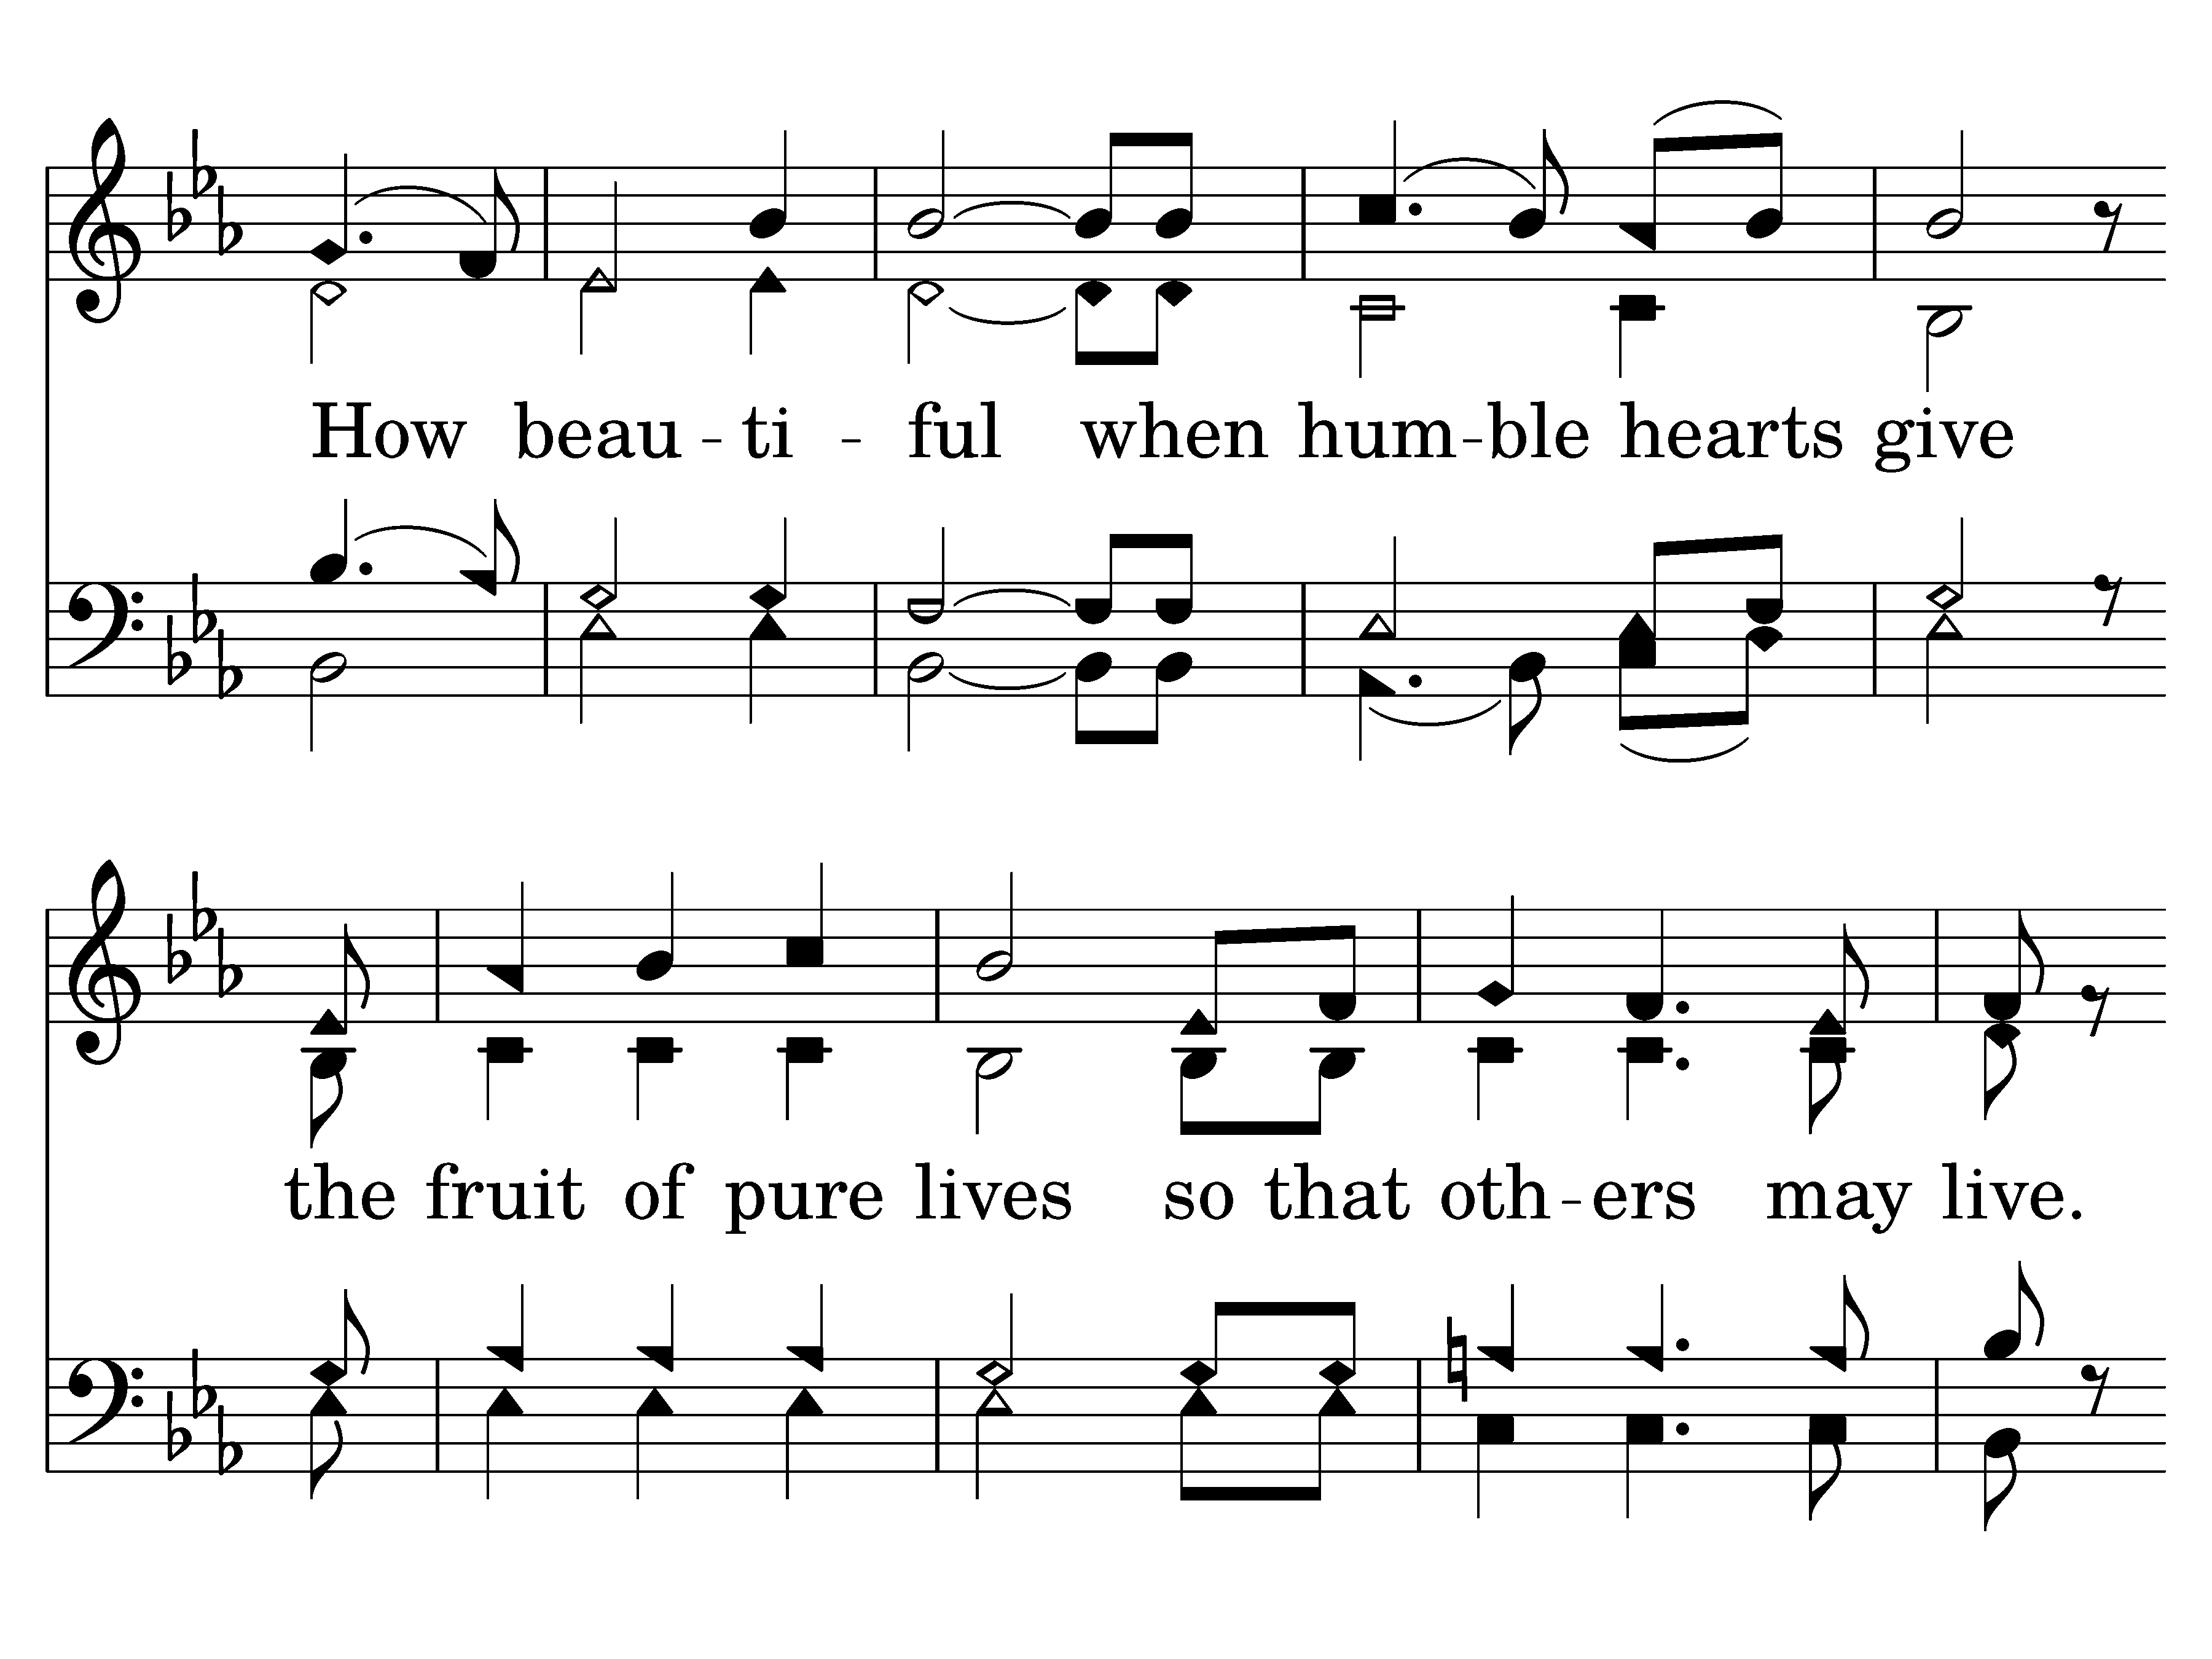 How beau - ti - ful when hum - ble hearts give
the fruit of pure lives so that oth - ers may live.